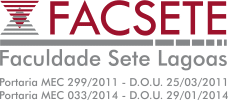 FACSETE
Faculdade Sete Lagoas
Portaria MEC 299/2011 - D.O.U. 25/03/2011
Portaria MEC 033/2014 - D.O.U. 29/01/2014